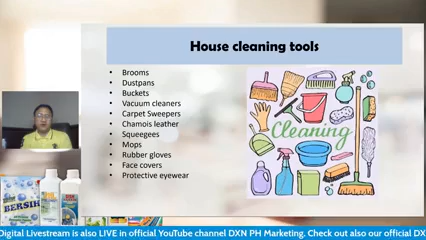 House cleaning tools
• Brooms
• Dustpans
• Buckets
• Vacuum cleaners
• Carpet Sweepers
• Chamois leather
• Squeegees
• Mops
• Rubber gloves
• Face covers
• Protective eyewear
Cleaning
BERSIH
Digital Livestream is also LIVE in official YouTube channel DXN PH Marketing. Check out also our official DX